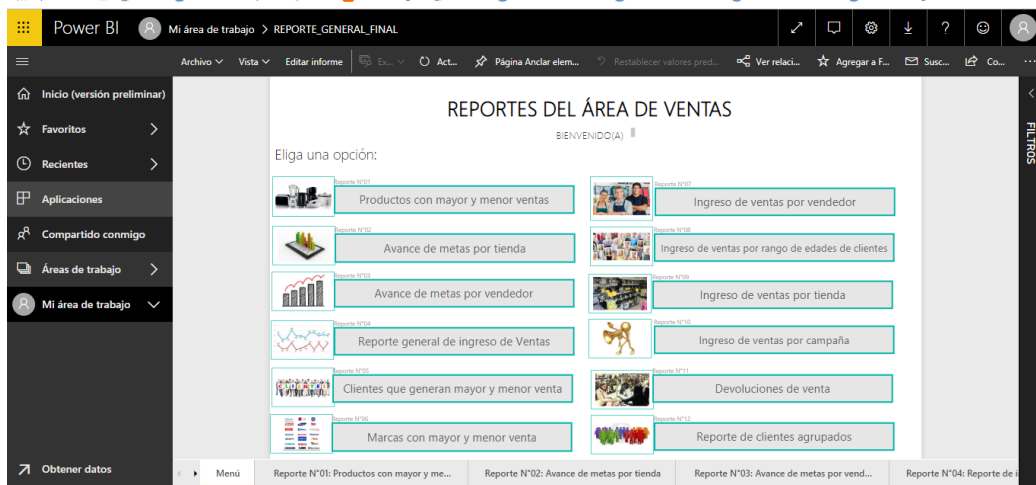 Power BI
Mi área de trabajo > REPORTE_GENERAL_FINAL
?
Archivo
Vista
Editar informe
Ex...
Act...
Página Anclar elem...
Restablecer valores pred...
Ver relaci...
Agregar a F...
Susc...
Co...
...
Inicio (versión preliminar)
Favoritos
Recientes
Aplicaciones
Compartido conmigo
Áreas de trabajo
Mi área de trabajo
Obtener datos
REPORTES DEL ÁREA DE VENTAS
BIENVENIDO(A)
Eliga una opción:
Reporte N°01
Productos con mayor y menor ventas
Reporte N°02
Avance de metas por tienda
Reporte N°03
Avance de metas por vendedor
Reporte N°04
Reporte general de ingreso de Ventas
Reporte N°05
CLIENTES
Clientes que generan mayor y menor venta
Reporte N°06
Marcas con mayor y menor venta
Reporte N°07
Ingreso de ventas por vendedor
Reporte N°08
Ingreso de ventas por rango de edades de clientes
Reporte N°09
Ingreso de ventas por tienda
Reporte N°10
Ingreso de ventas por campaña
Reporte N°11
Devoluciones de venta
Reporte N°12
Reporte de clientes agrupados
FILTROS
Menú
Reporte N°01: Productos con mayor y me...
Reporte N°02: Avance de metas por tienda
Reporte N°03: Avance de metas por vend...
Reporte N°04: Reporte de i